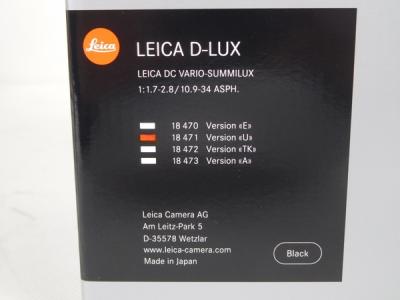 Leica
LEICA D-LUX
LEICA DC VARIO-SUMMILUX
1:1.7-2.8/10.9-34 ASPH.
18 470 Version «E»
18 471 Version «U»
18 472 Version «TK»
18 473 Version «A»
Leica Camera AG
Am Leitz-Park 5
D-35578 Wetzlar
www.leica-camera.com
Made in Japan
Black